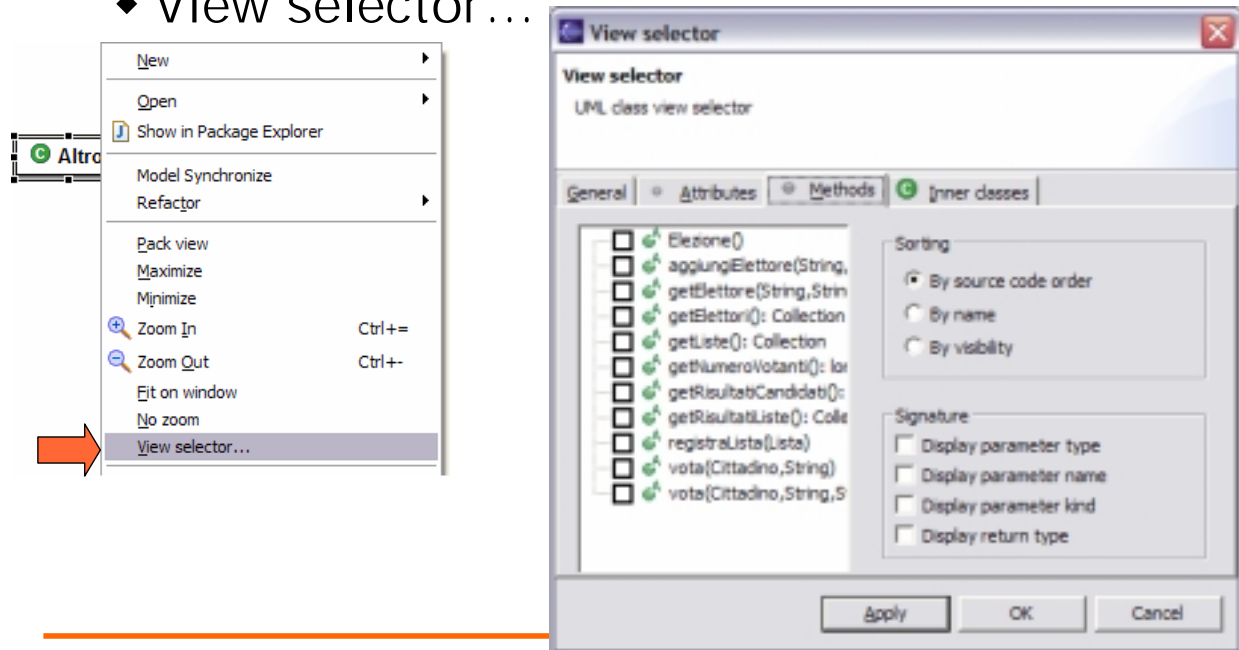 ◆ View selector...
New
Open
Show in Package Explorer
Altro
Model Synchronize
Refactor
Pack view
Maximize
Minimize
Zoom In Ctrl+=
Zoom Out Ctrl+-
Fit on window
No zoom
View selector...
View selector
View selector
UML class view selector
General Attributes Methods Inner classes
Elezione()
aggiungiElettore(String,
getElettore(String,Strin
getElettori(): Collection
getListe(): Collection
getNumeroVotanti(): lon
getRisultatiCandidati():
getRisultatiListe(): Colle
registraLista(Lista)
vota(Cittadino,String)
vota(Cittadino,String,S
Sorting
By source code order
By name
By visibility
Signature
Display parameter type
Display parameter name
Display parameter kind
Display return type
Apply OK Cancel